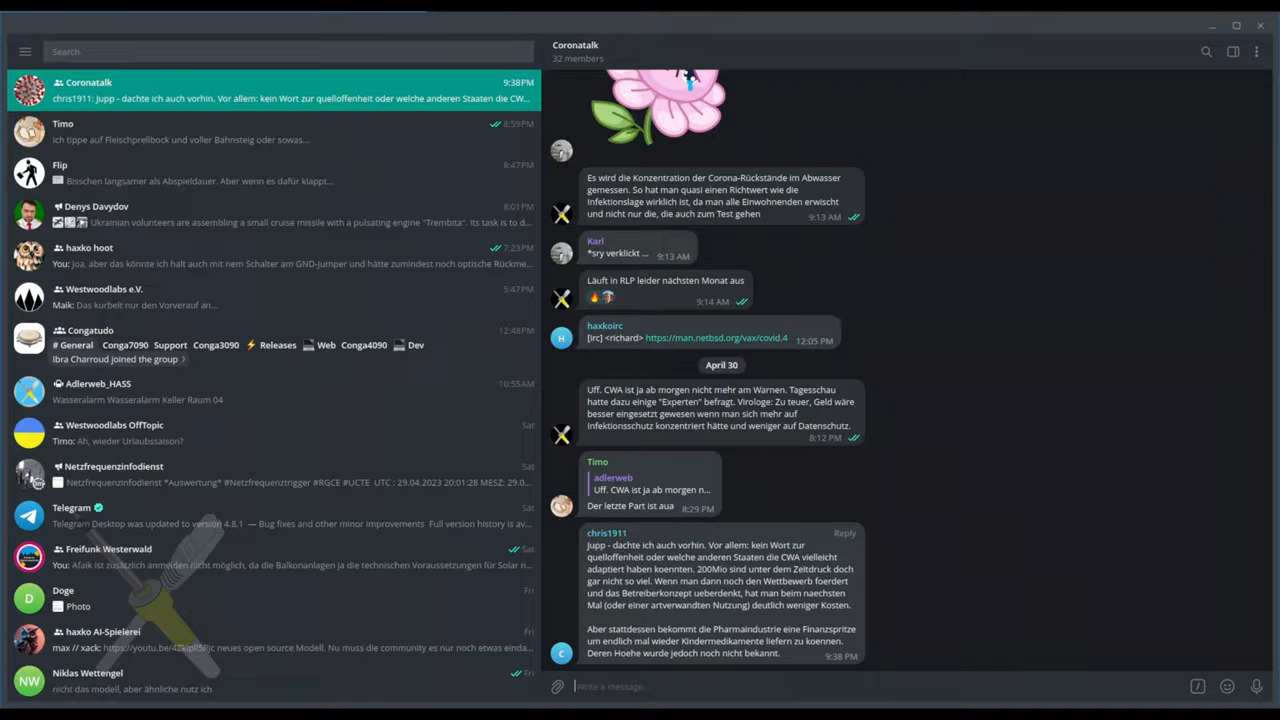 Search
Coronatalk
9:38PM
chris1911: Jupp - dachte ich auch vorhin. Vor allem: kein Wort zur quelloffenheit oder welche anderen Staaten die CW...
Timo
8:59PM
Ich tippe auf Fleischprellbock und voller Bahnsteig oder sowas...
Flip
8:47PM
Bisschen langsamer als Abspieldauer. Aber wenn es dafür klappt...
Denys Davydov
8:01PM
Ukrainian volunteers are assembling a small cruise missile with a pulsating engine "Trembita". Its task is to d...
haxko hoot
7:23PM
You: Joa, aber das könnte ich halt auch mit nem Schalter am GND-Jumper und hätte zumindest noch optische Rückme...
Westwoodlabs e.V.
5:47PM
Maik: Das kurbelt nur den Vorverauf an...
Congatudo
12:48PM
# General Conga7090 Support Conga3090 ⚡ Releases Web Conga4090 Dev
Ibra Charroud joined the group
Adlerweb_HASS
10:55AM
Wasseralarm Wasseralarm Keller Raum 04
Westwoodlabs OffTopic
Sat
Timo: Ah, wieder Urlaubssaison?
Netzfrequenzinfodienst
Sat
Netzfrequenzinfodienst *Auswertung* #Netzfrequenztrigger #RGCE #UCTE UTC : 29.04.2023 20:01:28 MESZ: 29.0...
Telegram
Sat
Telegram Desktop was updated to version 4.8.1 — Bug fixes and other minor improvements Full version history is av...
Freifunk Westerwald
Sat
You: Afaik ist zusätzlich anmelden nicht möglich, da die Balkonanlagen ja die technischen Voraussetzungen für Solar n...
D
Doge
Fri
Photo
haxko AI-Spielerei
Fri
max // xack: neues open source Modell. Nu muss die community es nur noch etwas einda...
NW
Niklas Wettengel
Fri
nicht das modell, aber ähnliche nutz ich
Coronatalk
32 members
Es wird die Konzentration der Corona-Rückstände im Abwasser
gemessen. So hat man quasi einen Richtwert wie die
Infektionslage wirklich ist, da man alle Einwohnenden erwischt
und nicht nur die, die auch zum Test gehen
9:13 AM
Karl
*sry verklickt ...
9:13 AM
Läuft in RLP leider nächsten Monat aus
9:14 AM
H
haxkoirc
[irc] <richard> https://man.netbsd.org/vax/covid.4
12:05 PM
April 30
Uff. CWA ist ja ab morgen nicht mehr am Warnen. Tagesschau
hatte dazu einige "Experten" befragt. Virologe: Zu teuer, Geld wäre
besser eingesetzt gewesen wenn man sich mehr auf
Infektionsschutz konzentriert hätte und weniger auf Datenschutz.
8:12 PM
Timo
adlerweb
Uff. CWA ist ja ab morgen n...
Der letzte Part ist aua
8:29 PM
chris1911
Reply
Jupp - dachte ich auch vorhin. Vor allem: kein Wort zur
quelloffenheit oder welche anderen Staaten die CWA vielleicht
adaptiert haben koennten. 200Mio sind unter dem Zeitdruck doch
gar nicht so viel. Wenn man dann noch den Wettbewerb foerdert
und das Betreiberkonzept ueberdenkt, hat man beim naechsten
Mal (oder einer artverwandten Nutzung) deutlich weniger Kosten.
Aber stattdessen bekommt die Pharmaindustrie eine Finanzspritze
um endlich mal wieder Kindermedikamente liefern zu koennen.
Deren Hoehe wurde jedoch noch nicht bekannt.
C
9:38 PM
Write a message...